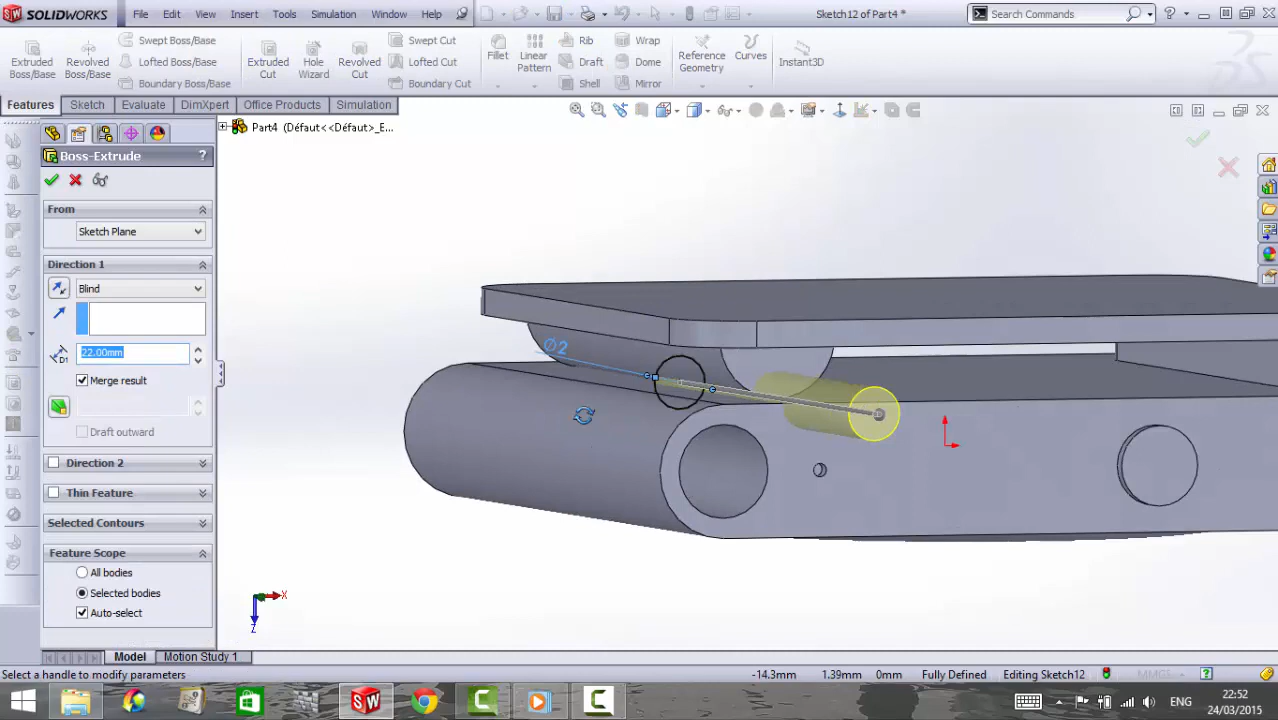 SOLIDWORKS
File
Edit
View
Insert
Tools
Simulation
Window
Help
Sketch12 of Part4 *
Search Commands
Extruded Boss/Base
Revolved Boss/Base
Swept Boss/Base
Lofted Boss/Base
Boundary Boss/Base
Extruded Cut
Hole Wizard
Revolved Cut
Swept Cut
Lofted Cut
Boundary Cut
Fillet
Linear Pattern
Rib
Draft
Shell
Wrap
Dome
Mirror
Reference Geometry
Curves
Instant3D
Features
Sketch
Evaluate
DimXpert
Office Products
Simulation
Part4 (Défaut<<Défaut>_E...
Boss-Extrude
?
From
Sketch Plane
Direction 1
Blind
D1
22.00mm
Merge result
Draft outward
Direction 2
Thin Feature
Selected Contours
Feature Scope
All bodies
Selected bodies
Auto-select
Ø2
X
Z
Model
Motion Study 1
Select a handle to modify parameters
-14.3mm
1.39mm
0mm
Fully Defined
Editing Sketch12
MMGS
ENG
22:52
24/03/2015